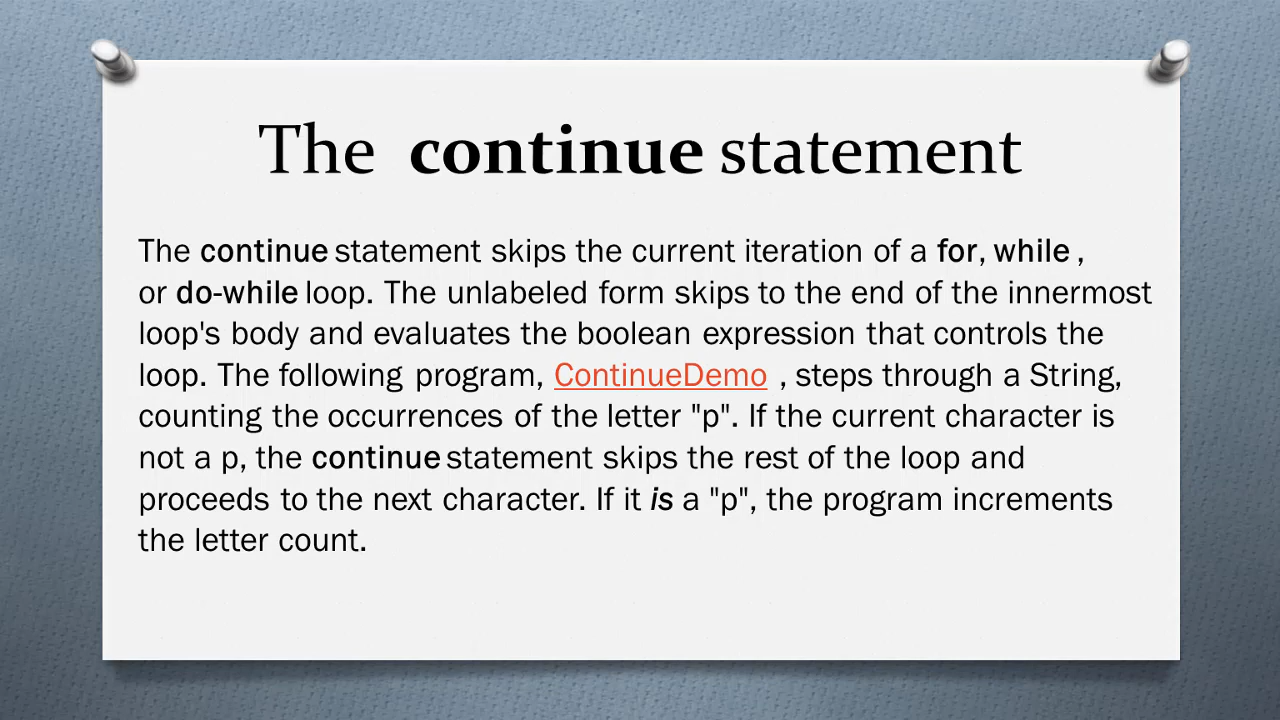 The continue statement
The continue statement skips the current iteration of a for, while ,
or do-while loop. The unlabeled form skips to the end of the innermost
loop's body and evaluates the boolean expression that controls the
loop. The following program, ContinueDemo , steps through a String,
counting the occurrences of the letter "p". If the current character is
not a p, the continue statement skips the rest of the loop and
proceeds to the next character. If it is a "p", the program increments
the letter count.